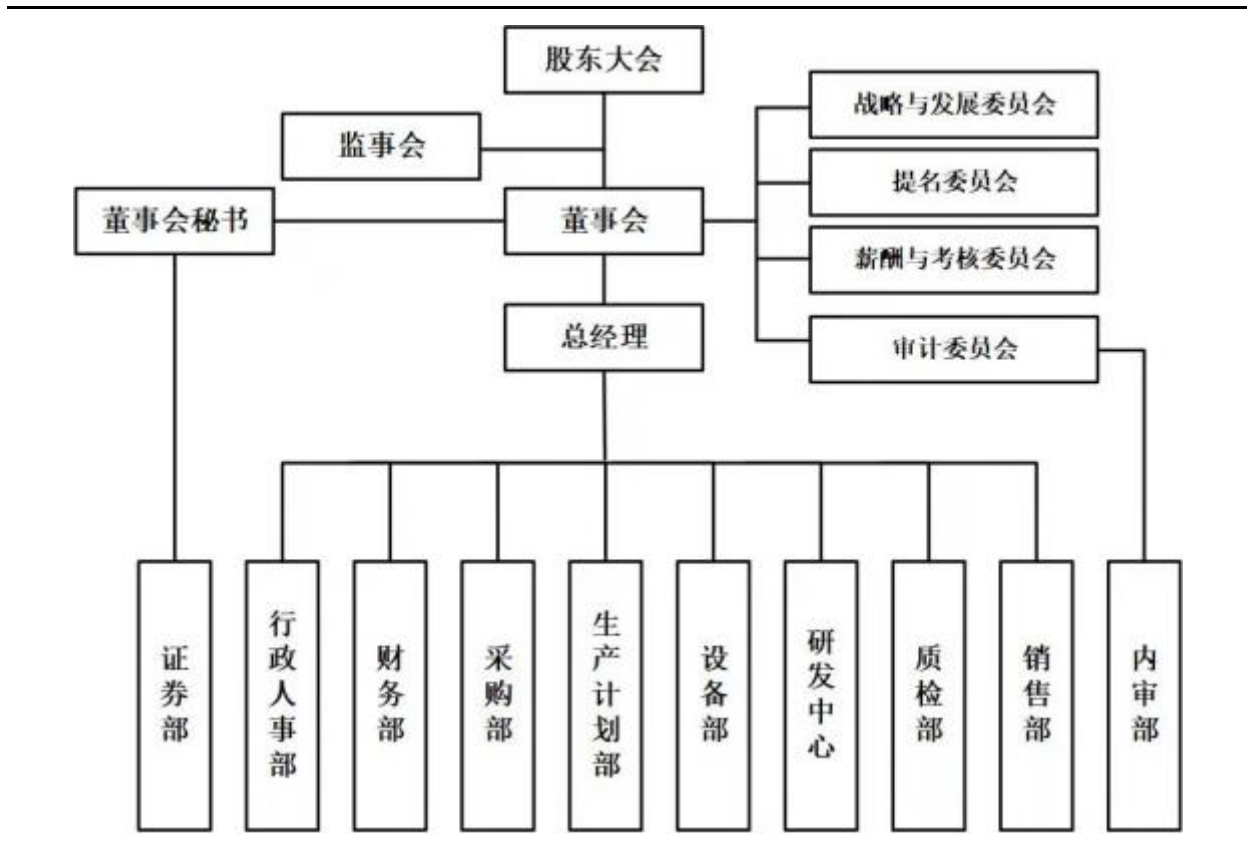 股东大会
战略与发展委员会
监事会
提名委员会
董事会秘书
董事会
薪酬与考核委员会
总经理
审计委员会
证券部
行政人事部
财务部
采购部
生产计划部
设备部
研发中心
质检部
销售部
内审部